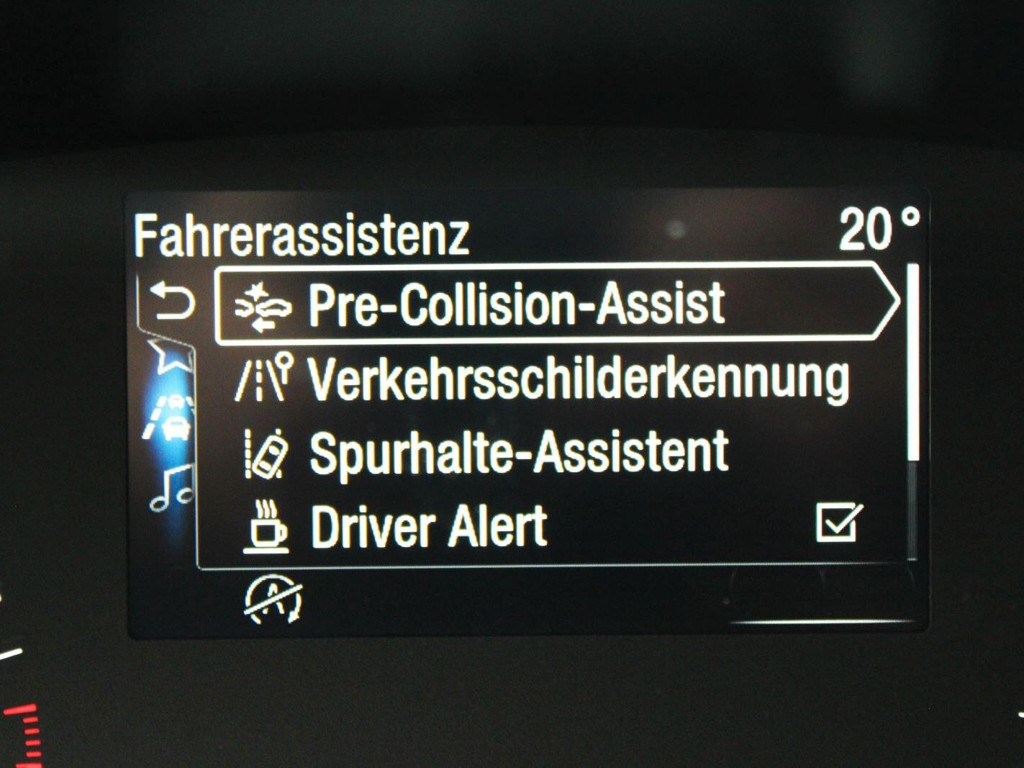 Fahrerassistenz 20°
Pre-Collision-Assist
Verkehrsschilderkennung
Spurhalte-Assistent
Driver Alert